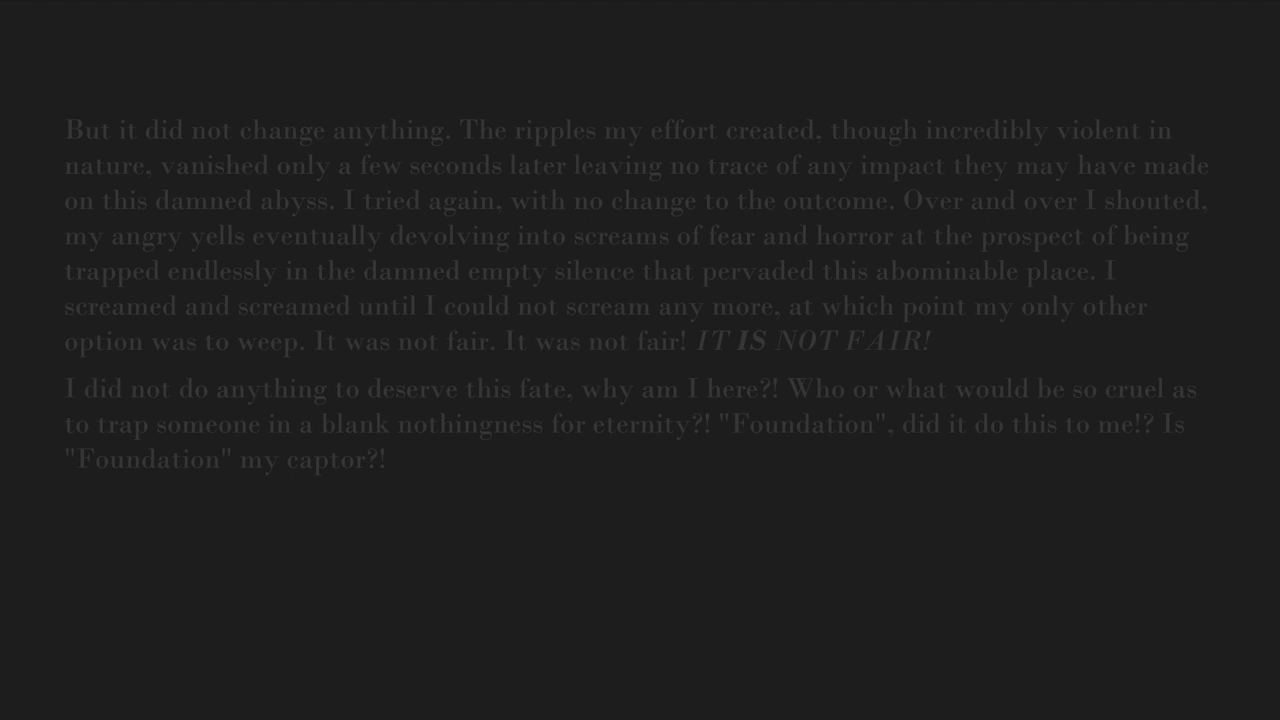 But it did not change anything. The ripples my effort created, though incredibly violent in
nature, vanished only a few seconds later leaving no trace of any impact they may have made
on this damned abyss. I tried again, with no change to the outcome. Over and over I shouted,
my angry yells eventually devolving into screams of fear and horror at the prospect of being
trapped endlessly in the damned empty silence that pervaded this abominable place. I
screamed and screamed until I could not scream any more, at which point my only other
option was to weep. It was not fair. It was not fair! IT IS NOT FAIR!
I did not do anything to deserve this fate, why am I here?! Who or what would be so cruel as
to trap someone in a blank nothingness for eternity?! "Foundation", did it do this to me!? Is
"Foundation" my captor?!